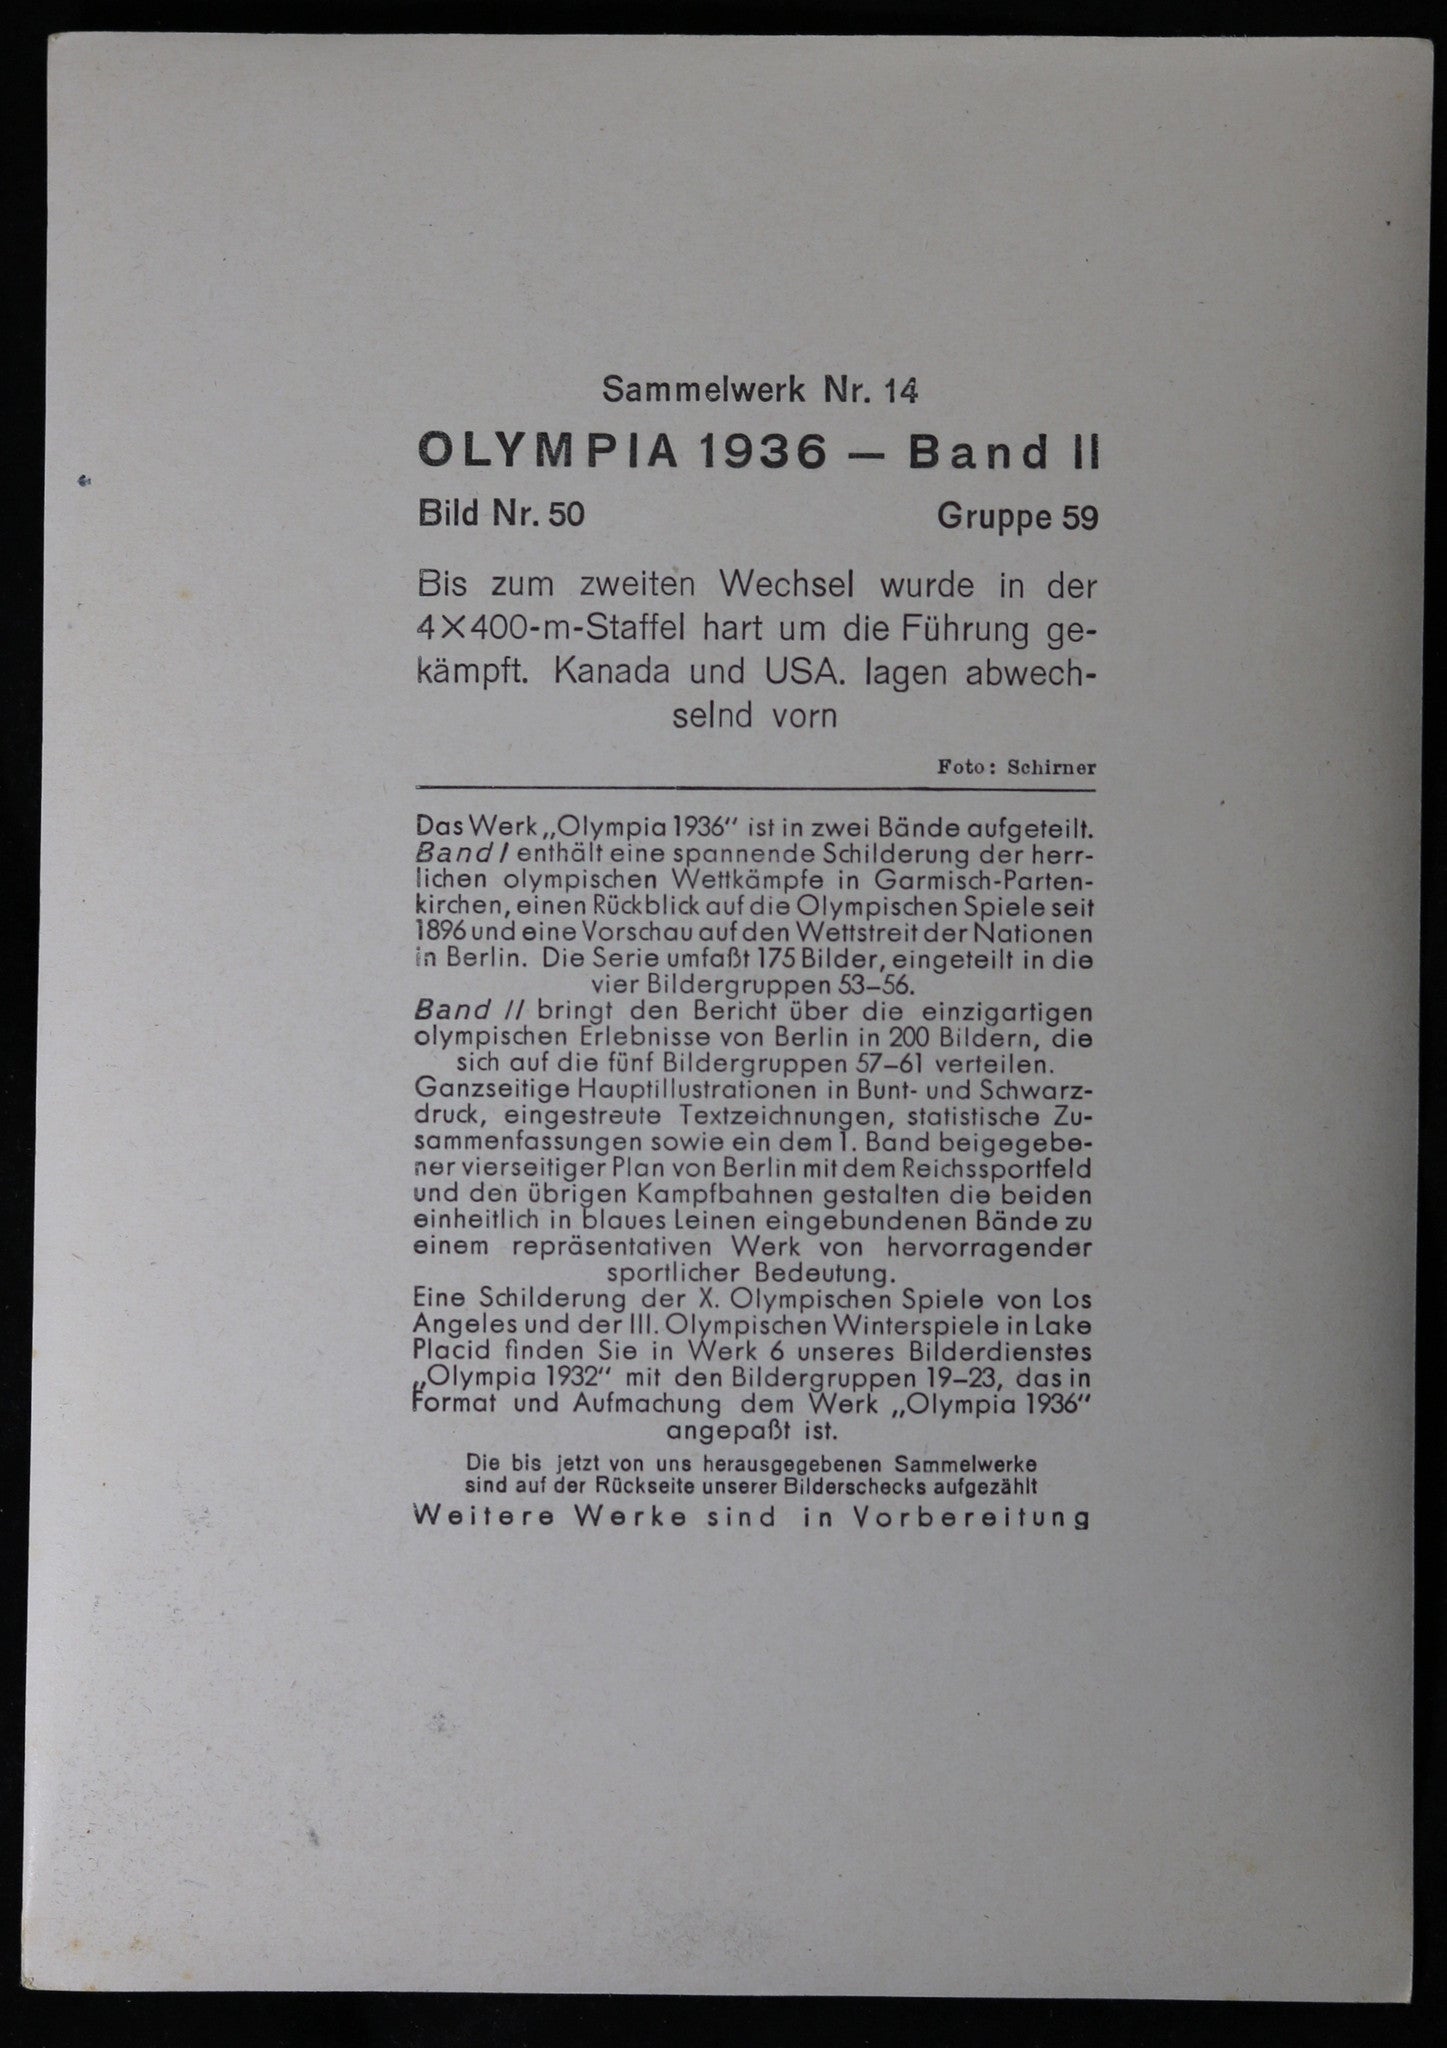 Sammelwerk Nr. 14
OLYMPIA 1936 — Band II
Bild Nr. 50 Gruppe 59
Bis zum zweiten Wechsel wurde in der
4×400-m-Staffel hart um die Führung ge-
kämpft. Kanada und USA. lagen abwech-
selnd vorn
Foto: Schirner
Das Werk „Olympia 1936“ ist in zwei Bände aufgeteilt.
Band I enthält eine spannende Schilderung der herr-
lichen olympischen Wettkämpfe in Garmisch-Parten-
kirchen, einen Rückblick auf die Olympischen Spiele seit
1896 und eine Vorschau auf den Wettstreit der Nationen
in Berlin. Die Serie umfaßt 175 Bilder, eingeteilt in die
vier Bildergruppen 53–56.
Band II bringt den Bericht über die einzigartigen
olympischen Erlebnisse von Berlin in 200 Bildern, die
sich auf die fünf Bildergruppen 57–61 verteilen.
Ganzseitige Hauptillustrationen in Bunt- und Schwarz-
druck, eingestreute Textzeichnungen, statistische Zu-
sammenfassungen sowie ein dem 1. Band beigegebe-
ner vierseitiger Plan von Berlin mit dem Reichssportfeld
und den übrigen Kampfbahnen gestalten die beiden
einheitlich in blaues Leinen eingebundenen Bände zu
einem repräsentativen Werk von hervorragender
sportlicher Bedeutung.
Eine Schilderung der X. Olympischen Spiele von Los
Angeles und der III. Olympischen Winterspiele in Lake
Placid finden Sie in Werk 6 unseres Bilderdienstes
„Olympia 1932“ mit den Bildergruppen 19–23, das in
Format und Aufmachung dem Werk „Olympia 1936“
angepaßt ist.
Die bis jetzt von uns herausgegebenen Sammelwerke
sind auf der Rückseite unserer Bilderschecks aufgezählt
Weitere Werke sind in Vorbereitung